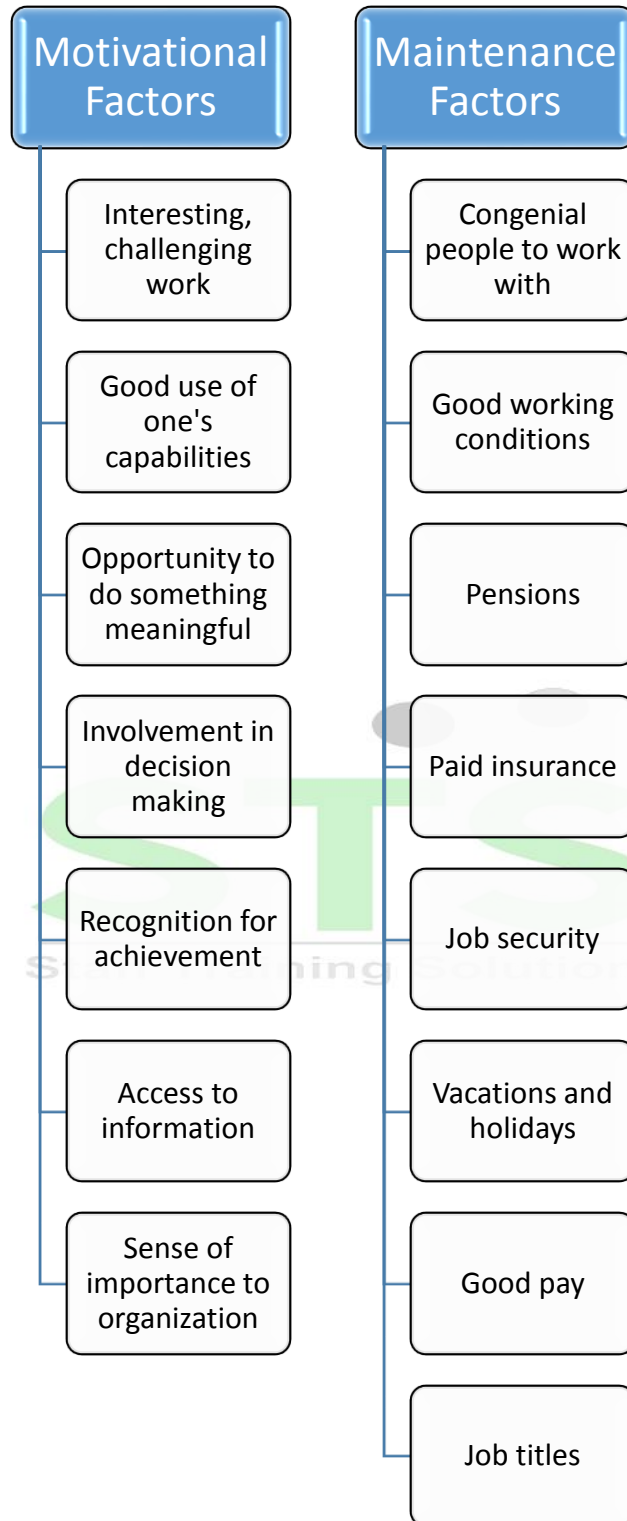 Motivational
Factors
Interesting,
challenging
work
Good use of
one's
capabilities
Opportunity to
do something
meaningful
Involvement in
decision
making
Recognition for
achievement
Access to
information
Sense of
importance to
organization
Maintenance
Factors
Congenial
people to work
with
Good working
conditions
Pensions
Paid insurance
Job security
Vacations and
holidays
Good pay
Job titles
STS